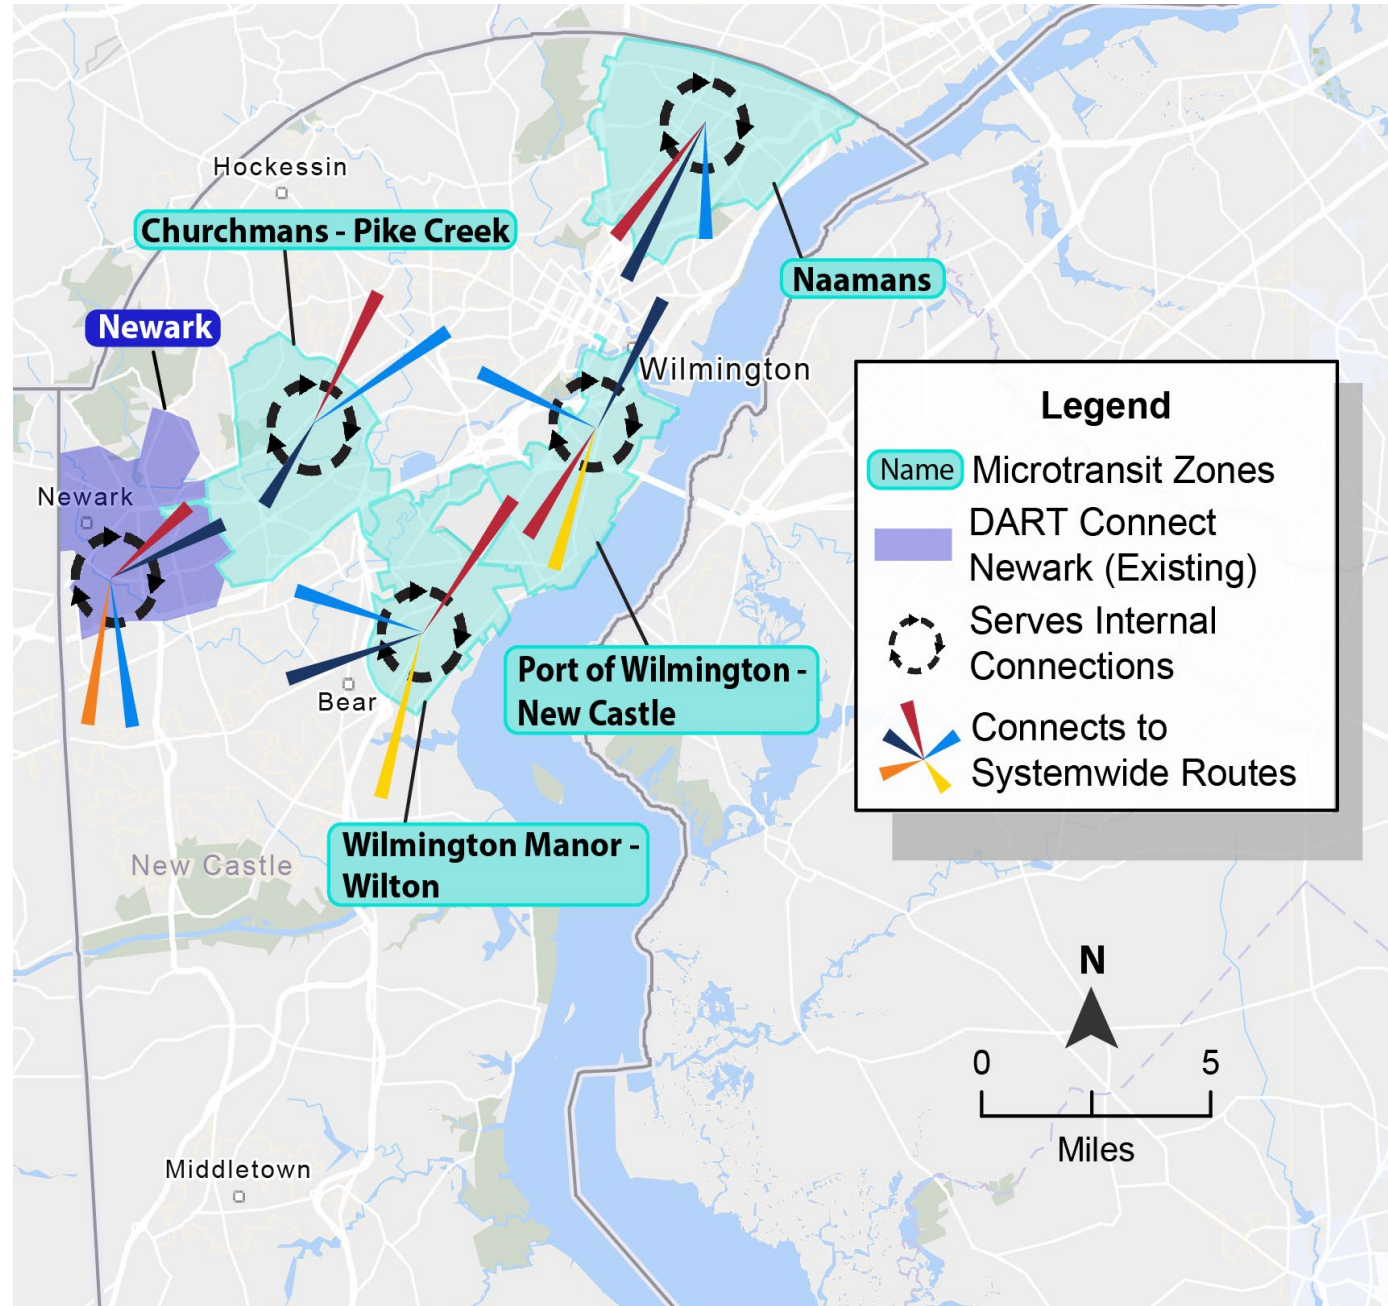 Hockessin
Churchmans - Pike Creek
Naamans
Newark
Wilmington
Newark
Legend
Name Microtransit Zones
DART Connect
Newark (Existing)
Serves Internal
Connections
Connects to
Systemwide Routes
Port of Wilmington -
New Castle
Bear
Wilmington Manor -
Wilton
New Castle
N
0 5
Miles
Middletown